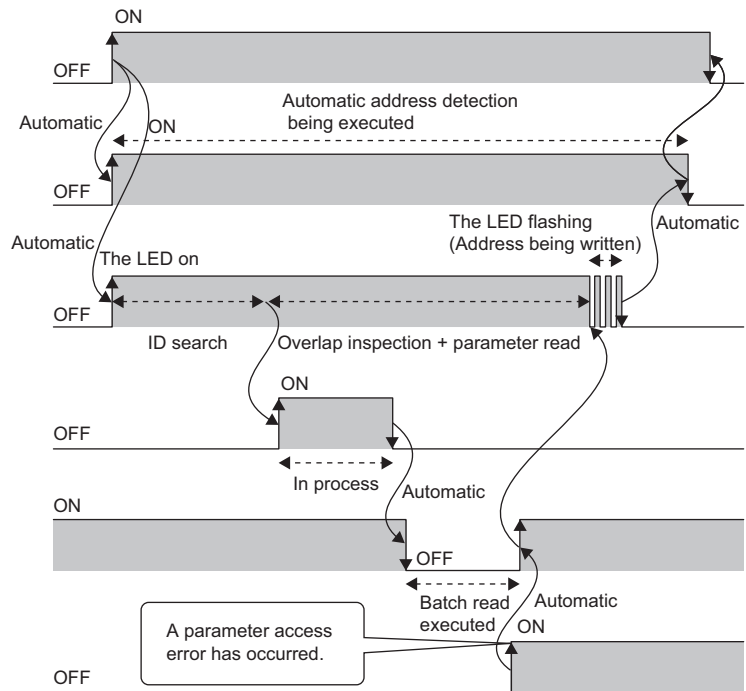 ON
OFF
Automatic address detection
being executed
Automatic
ON
OFF
The LED flashing
(Address being written)
Automatic
Automatic
The LED on
OFF
ID search
Overlap inspection + parameter read
ON
OFF
In process
Automatic
ON
OFF
Batch read
executed
Automatic
A parameter access
error has occurred.
ON
OFF